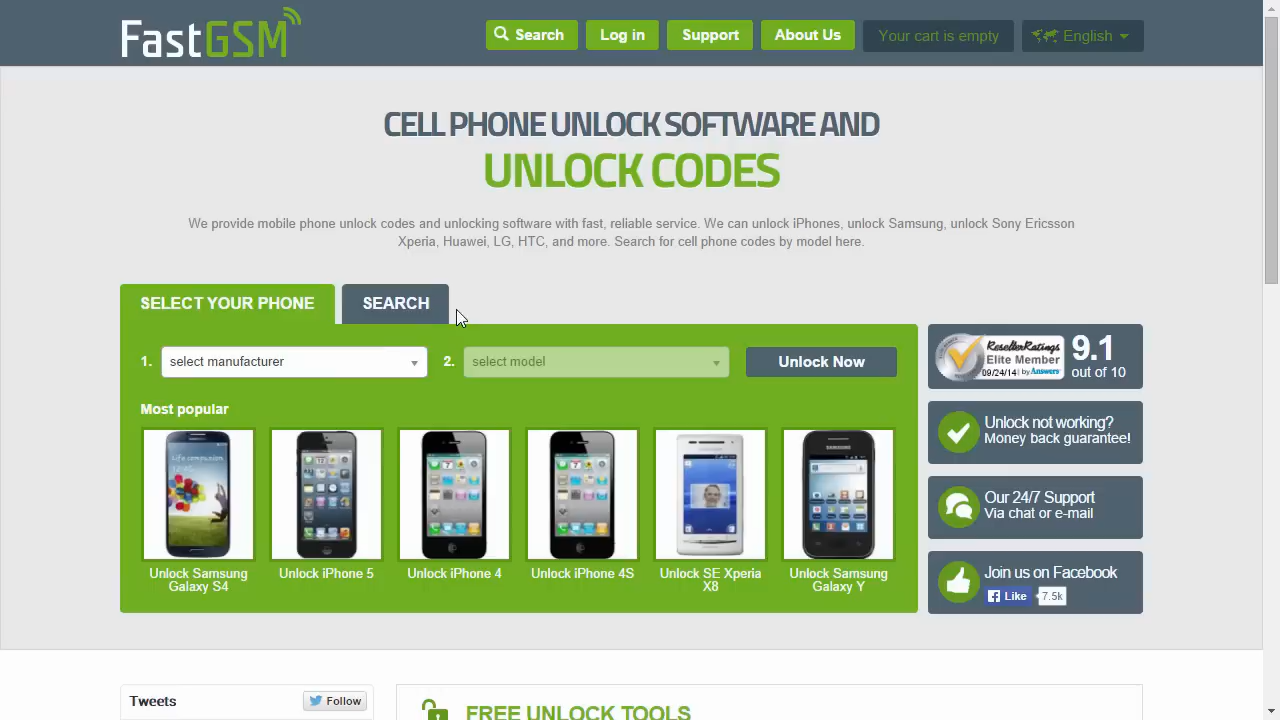 FastGSM
Search
Log in
Support
About Us
Your cart is empty
English
CELL PHONE UNLOCK SOFTWARE AND
UNLOCK CODES
We provide mobile phone unlock codes and unlocking software with fast, reliable service. We can unlock iPhones, unlock Samsung, unlock Sony Ericsson
Xperia, Huawei, LG, HTC, and more. Search for cell phone codes by model here.
SELECT YOUR PHONE
SEARCH
1. select manufacturer
2. select model
Unlock Now
Most popular
Life companion
SAMSUNG
Unlock Samsung
Galaxy S4
Unlock iPhone 5
Unlock iPhone 4
Unlock iPhone 4S
Unlock SE Xperia
X8
Unlock Samsung
Galaxy Y
ResellerRatings
Elite Member
09/24/14 | by Answers
9.1
out of 10
Unlock not working?
Money back guarantee!
Our 24/7 Support
Via chat or e-mail
Join us on Facebook
Like
7.5k
Tweets
Follow
FREE UNLOCK TOOLS